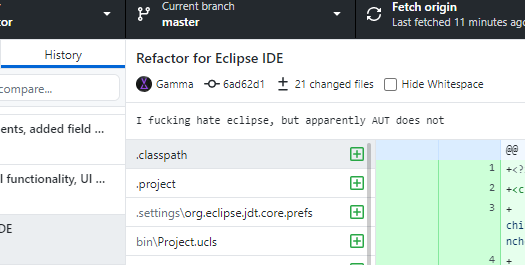 Current branch
Fetch origin
tor
master
Last fetched 11 minutes ago
History
Refactor for Eclipse IDE
Gamma
6ad62d1
21 changed files
Hide Whitespace
compare...
I fucking hate eclipse, but apparently AUT does not
ents, added field ...
.classpath
@@
1 +<?
.project
2 +<c
l functionality, UI ...
.settings\org.eclipse.jdt.core.prefs
3 +
chi
nch
DE
bin\Project.ucls
4 +